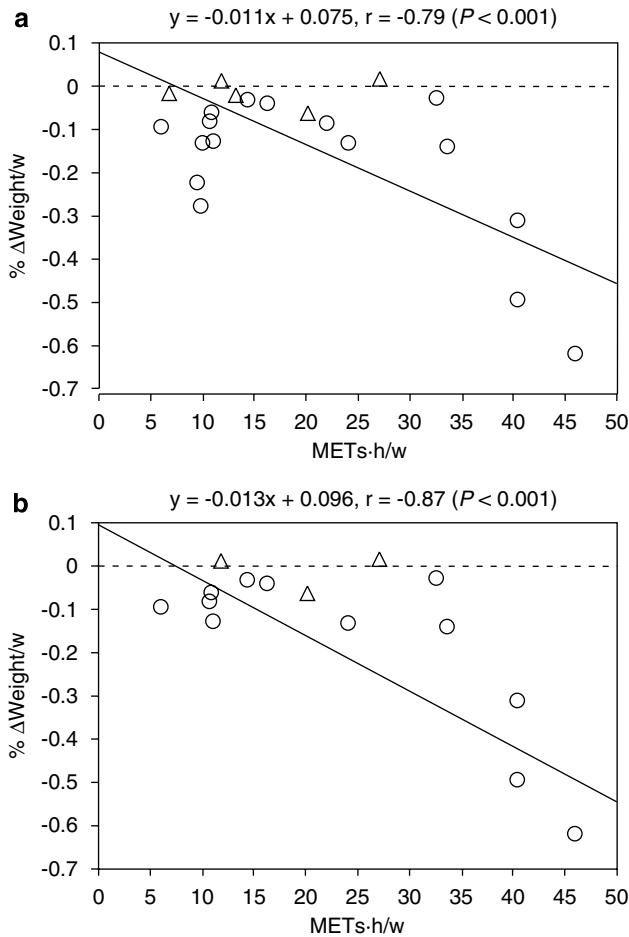 a
y = -0.011x + 0.075, r = -0.79 (P < 0.001)
0.1
0
-0.1
-0.2
-0.3
-0.4
-0.5
-0.6
-0.7
% ΔWeight/w
0 5 10 15 20 25 30 35 40 45 50
METs·h/w
b
y = -0.013x + 0.096, r = -0.87 (P < 0.001)
0.1
0
-0.1
-0.2
-0.3
-0.4
-0.5
-0.6
-0.7
% ΔWeight/w
0 5 10 15 20 25 30 35 40 45 50
METs·h/w